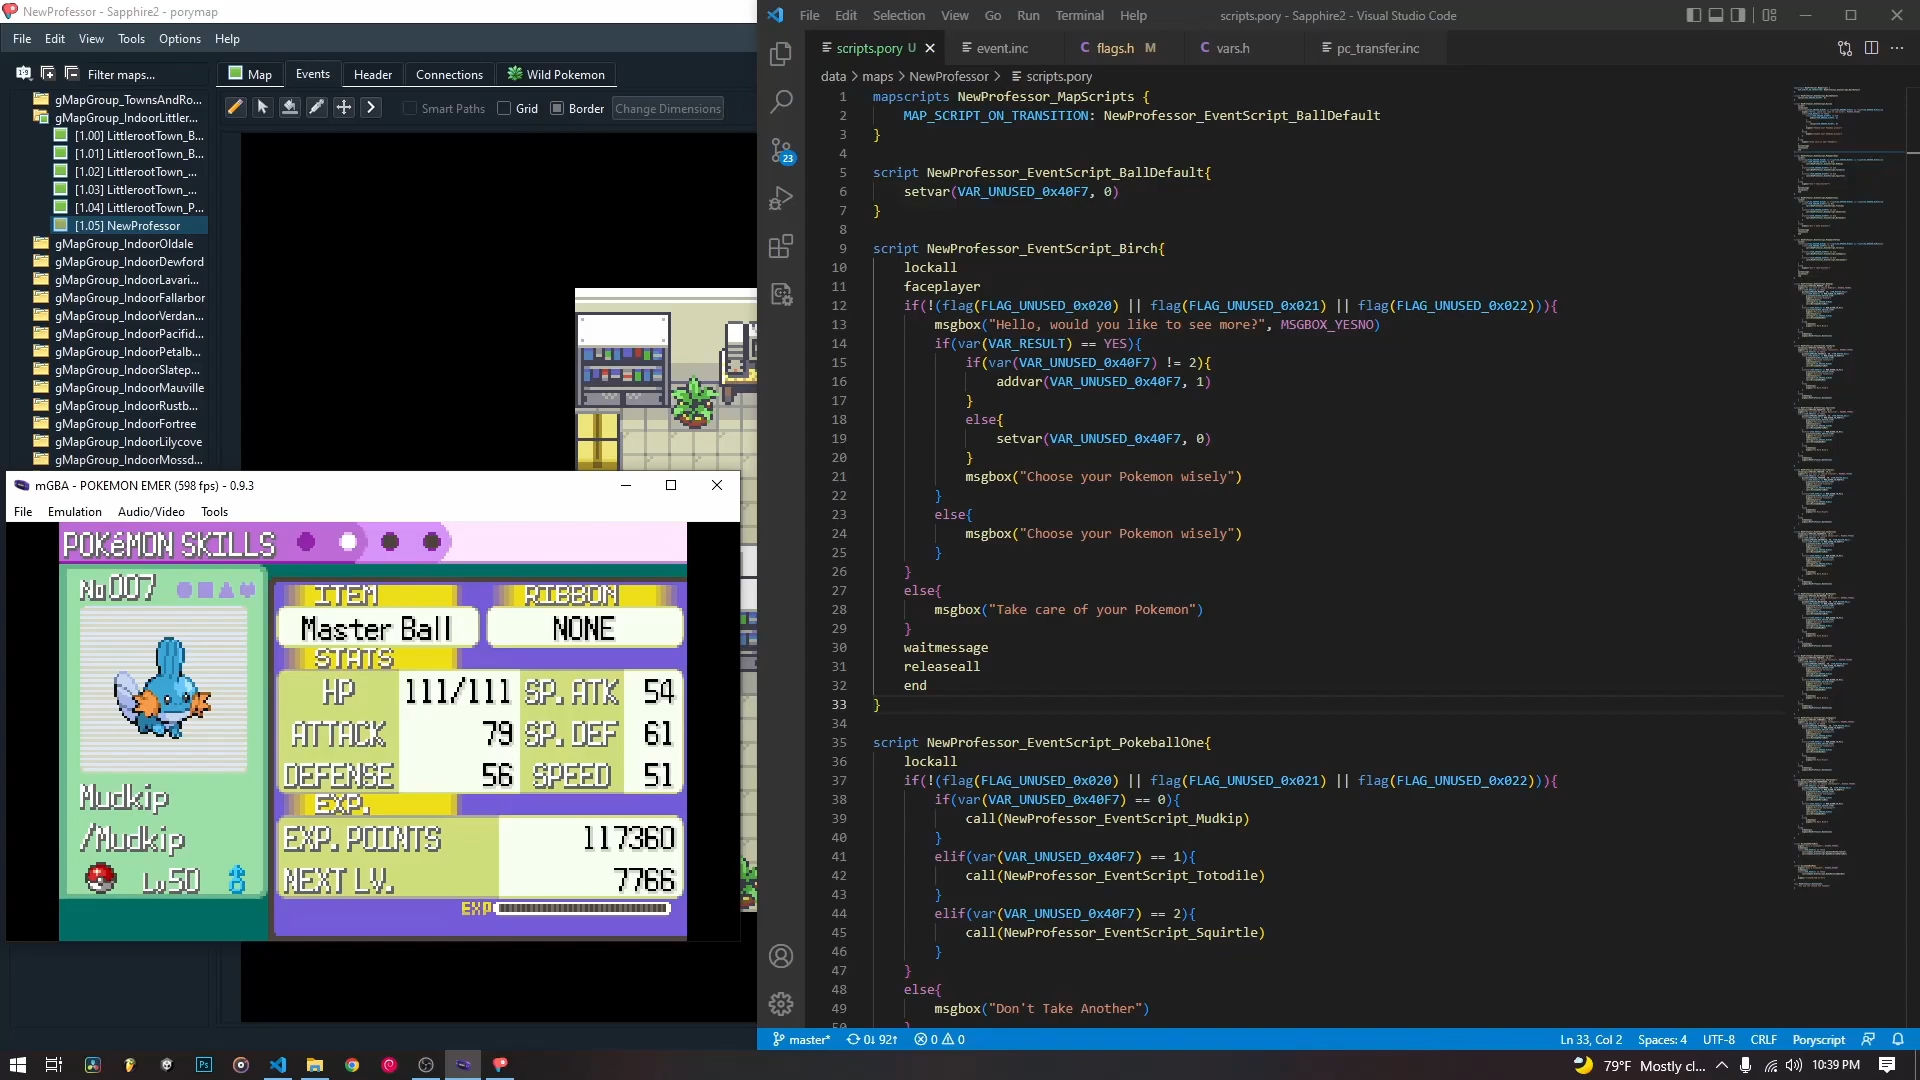 NewProfessor - Sapphire2 - porymap
File Edit View Tools Options Help
Filter maps...
Map Events Header Connections Wild Pokemon
Smart Paths Grid Border Change Dimensions
gMapGroup_TownsAndRo...
gMapGroup_IndoorLittler...
[1.00] LittlerootTown_B...
[1.01] LittlerootTown_B...
[1.02] LittlerootTown_...
[1.03] LittlerootTown_...
[1.04] LittlerootTown_P...
[1.05] NewProfessor
gMapGroup_IndoorOldale
gMapGroup_IndoorDewford
gMapGroup_IndoorLavari...
gMapGroup_IndoorFallarbor
gMapGroup_IndoorVerdan...
gMapGroup_IndoorPacifid...
gMapGroup_IndoorPetalb...
gMapGroup_IndoorSlatep...
gMapGroup_IndoorMauville
gMapGroup_IndoorRustb...
gMapGroup_IndoorFortree
gMapGroup_IndoorLilycove
gMapGroup_IndoorMossd...
mGBA - POKEMON EMER (598 fps) - 0.9.3
File Emulation Audio/Video Tools
POKéMON SKILLS
No007
ITEM RIBBON
Master Ball NONE
STATS
HP 111/111 SP. ATK 54
ATTACK 79 SP. DEF 61
DEFENSE 56 SPEED 51
EXP.
EXP. POINTS 117360
NEXT LV. 7766
EXP
Mudkip
/Mudkip
Lv50 ♂
File Edit Selection View Go Run Terminal Help
scripts.pory - Sapphire2 - Visual Studio Code
scripts.pory U event.inc C flags.h M C vars.h pc_transfer.inc
data > maps > NewProfessor > scripts.pory
23
1 mapscripts NewProfessor_MapScripts {
2 MAP_SCRIPT_ON_TRANSITION: NewProfessor_EventScript_BallDefault
3 }
4
5 script NewProfessor_EventScript_BallDefault{
6 setvar(VAR_UNUSED_0x40F7, 0)
7 }
8
9 script NewProfessor_EventScript_Birch{
10 lockall
11 faceplayer
12 if(!(flag(FLAG_UNUSED_0x020) || flag(FLAG_UNUSED_0x021) || flag(FLAG_UNUSED_0x022))){
13 msgbox("Hello, would you like to see more?", MSGBOX_YESNO)
14 if(var(VAR_RESULT) == YES){
15 if(var(VAR_UNUSED_0x40F7) != 2){
16 addvar(VAR_UNUSED_0x40F7, 1)
17 }
18 else{
19 setvar(VAR_UNUSED_0x40F7, 0)
20 }
21 msgbox("Choose your Pokemon wisely")
22 }
23 else{
24 msgbox("Choose your Pokemon wisely")
25 }
26 }
27 else{
28 msgbox("Take care of your Pokemon")
29 }
30 waitmessage
31 releaseall
32 end
33 }
34
35 script NewProfessor_EventScript_PokeballOne{
36 lockall
37 if(!(flag(FLAG_UNUSED_0x020) || flag(FLAG_UNUSED_0x021) || flag(FLAG_UNUSED_0x022))){
38 if(var(VAR_UNUSED_0x40F7) == 0){
39 call(NewProfessor_EventScript_Mudkip)
40 }
41 elif(var(VAR_UNUSED_0x40F7) == 1){
42 call(NewProfessor_EventScript_Totodile)
43 }
44 elif(var(VAR_UNUSED_0x40F7) == 2){
45 call(NewProfessor_EventScript_Squirtle)
46 }
47 }
48 else{
49 msgbox("Don't Take Another")
50 }
master* 0↓ 92↑ 0 0 Ln 33, Col 2 Spaces: 4 UTF-8 CRLF Poryscript
Ps 79°F Mostly cl... 10:39 PM